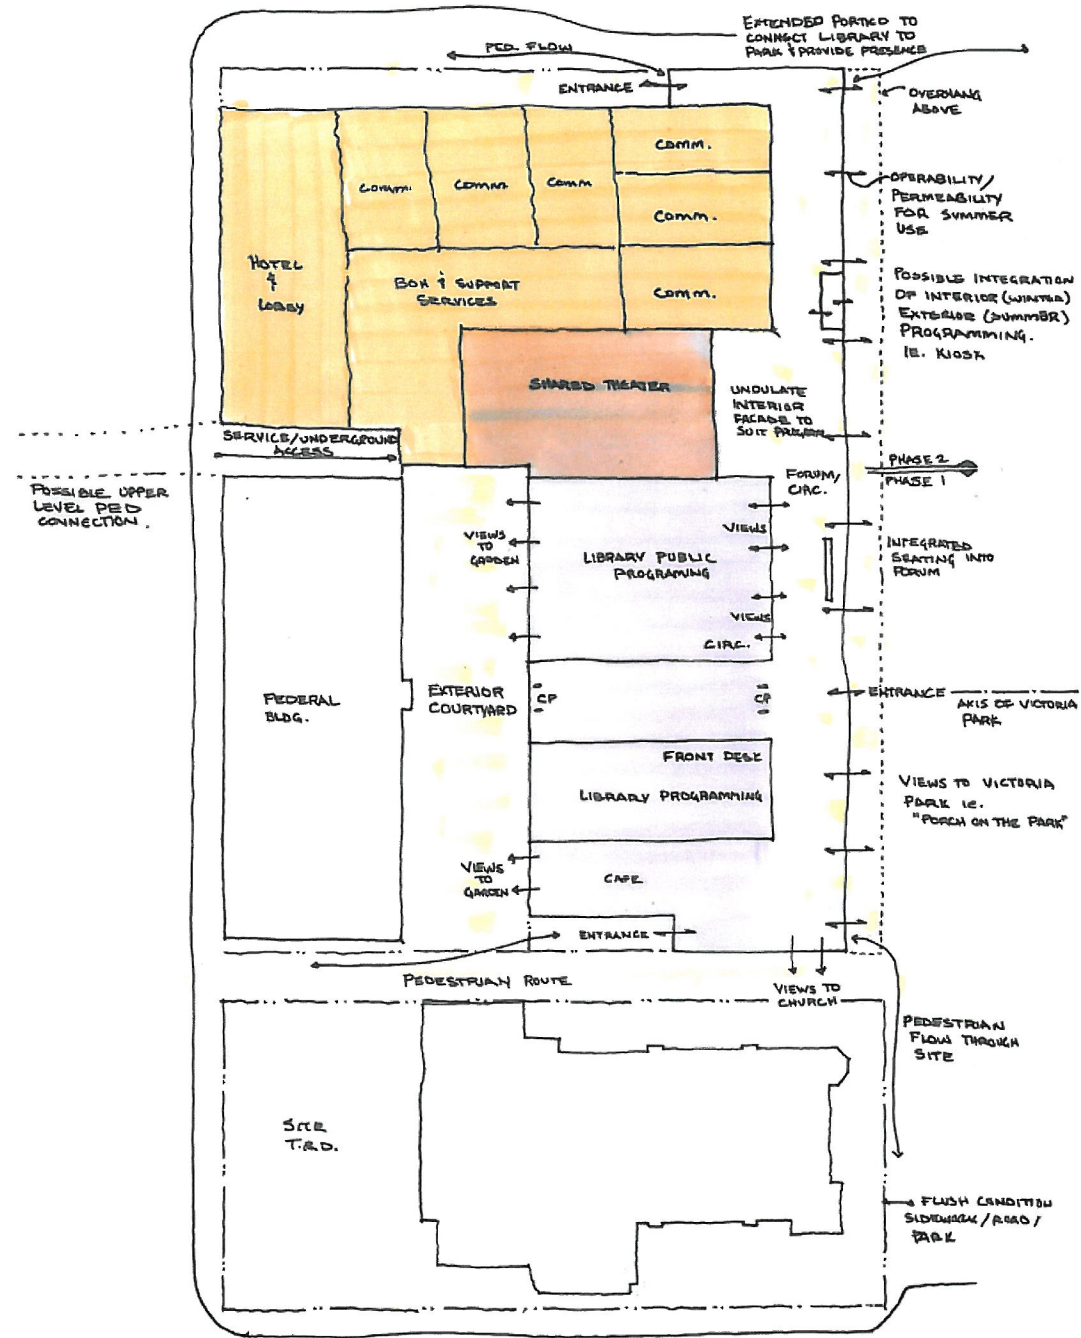 EXTENDED PORTICO TO
CONNECT LIBRARY TO
PARK & PROVIDE PRESENCE
PED. FLOW
ENTRANCE
OVERHANG
ABOVE
COMM.
COMM.
COMM
COMM
COMM.
COMM.
OPERABILITY/
PERMEABILITY
FOR SUMMER
USE
HOTEL
&
LOBBY
BOH & SUPPORT
SERVICES
POSSIBLE INTEGRATION
OF INTERIOR (WINTER)
EXTERIOR (SUMMER)
PROGRAMMING.
IE. KIOSK
SHARED THEATER
UNDULATE
INTERIOR
FACADE TO
SUIT PROGRAM
SERVICE/UNDERGROUND
ACCESS
POSSIBLE UPPER
LEVEL PED
CONNECTION.
PHASE 2
PHASE 1
FORUM/
CIRC.
VIEWS
TO
GARDEN
VIEWS
LIBRARY PUBLIC
PROGRAMING
INTEGRATED
SEATING INTO
FORUM
VIEWS
CIRC.
FEDERAL
BLDG.
EXTERIOR
COURTYARD
CP
CP
ENTRANCE
AXIS OF VICTORIA
PARK
FRONT DESK
LIBRARY PROGRAMMING
VIEWS TO VICTORIA
PARK ie.
"PORCH ON THE PARK"
VIEWS
TO
GARDEN
CAFE
ENTRANCE
PEDESTRIAN ROUTE
VIEWS TO
CHURCH
PEDESTRIAN
FLOW THROUGH
SITE
SITE
T.B.D.
FLUSH CONDITION
SIDEWALK/ROAD/
PARK